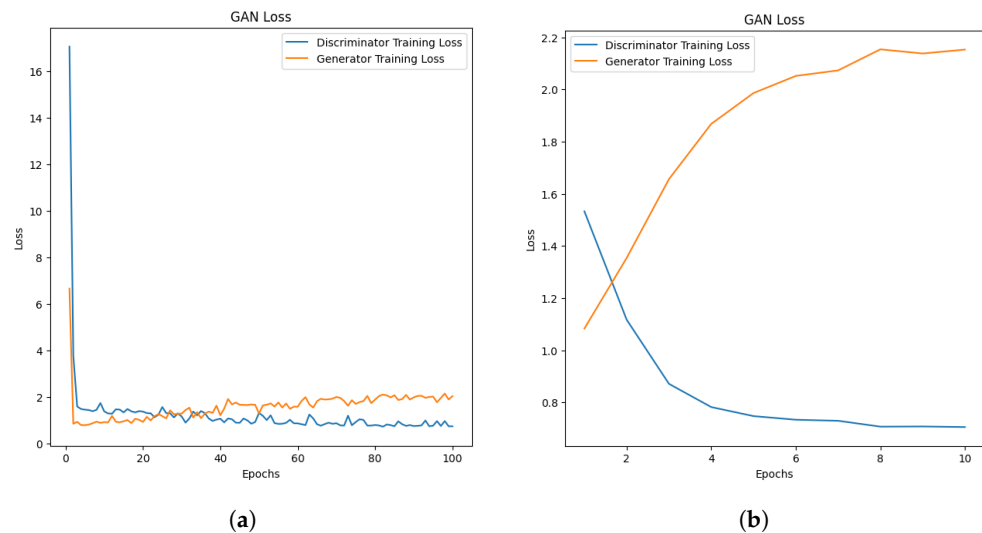 GAN Loss
Discriminator Training Loss
Generator Training Loss
16
14
12
10
8
6
4
2
0
Loss
0 20 40 60 80 100
Epochs
(a)
GAN Loss
Discriminator Training Loss
Generator Training Loss
2.2
2.0
1.8
1.6
1.4
1.2
1.0
0.8
Loss
2 4 6 8 10
Epochs
(b)